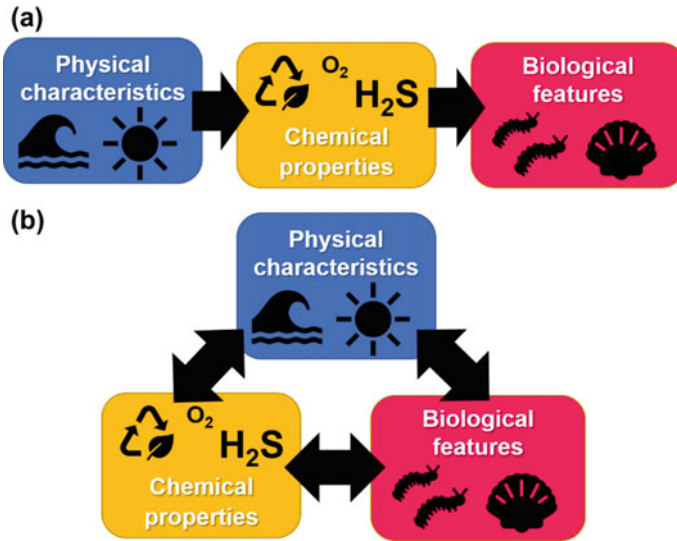 (a)
Physical
characteristics
O₂
H₂S
Chemical
properties
Biological
features
(b)
Physical
characteristics
O₂
H₂S
Chemical
properties
Biological
features